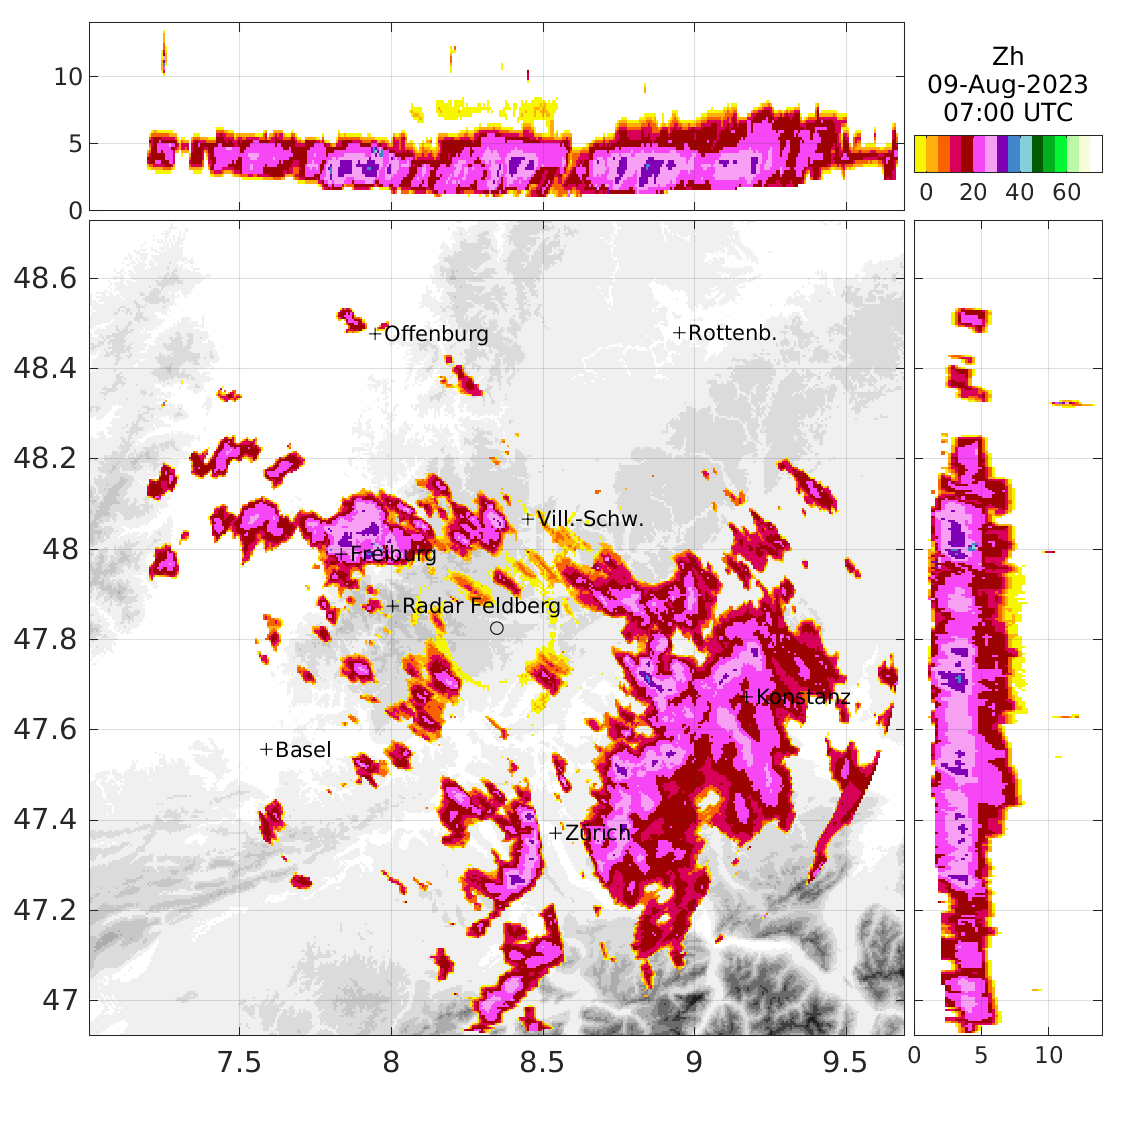 10
5
0
Zh
09-Aug-2023
07:00 UTC
0 20 40 60
48.6
48.4
48.2
48
47.8
47.6
47.4
47.2
47
+Offenburg
+Rottenb.
+Vill.-Schw.
+Freiburg
+Radar Feldberg
+Konstanz
+Basel
+Zürich
7.5 8 8.5 9 9.5
0 5 10